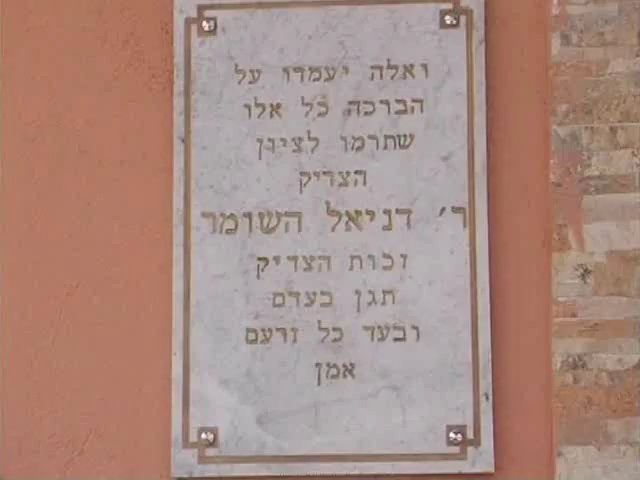 ואלה יעמדו על
הברכה כל אלו
שתרמו לציון
הצדיק
ר׳ דניאל השומר
זכות הצדיק
תגן בעדם
ובעד כל זרעם
אמן